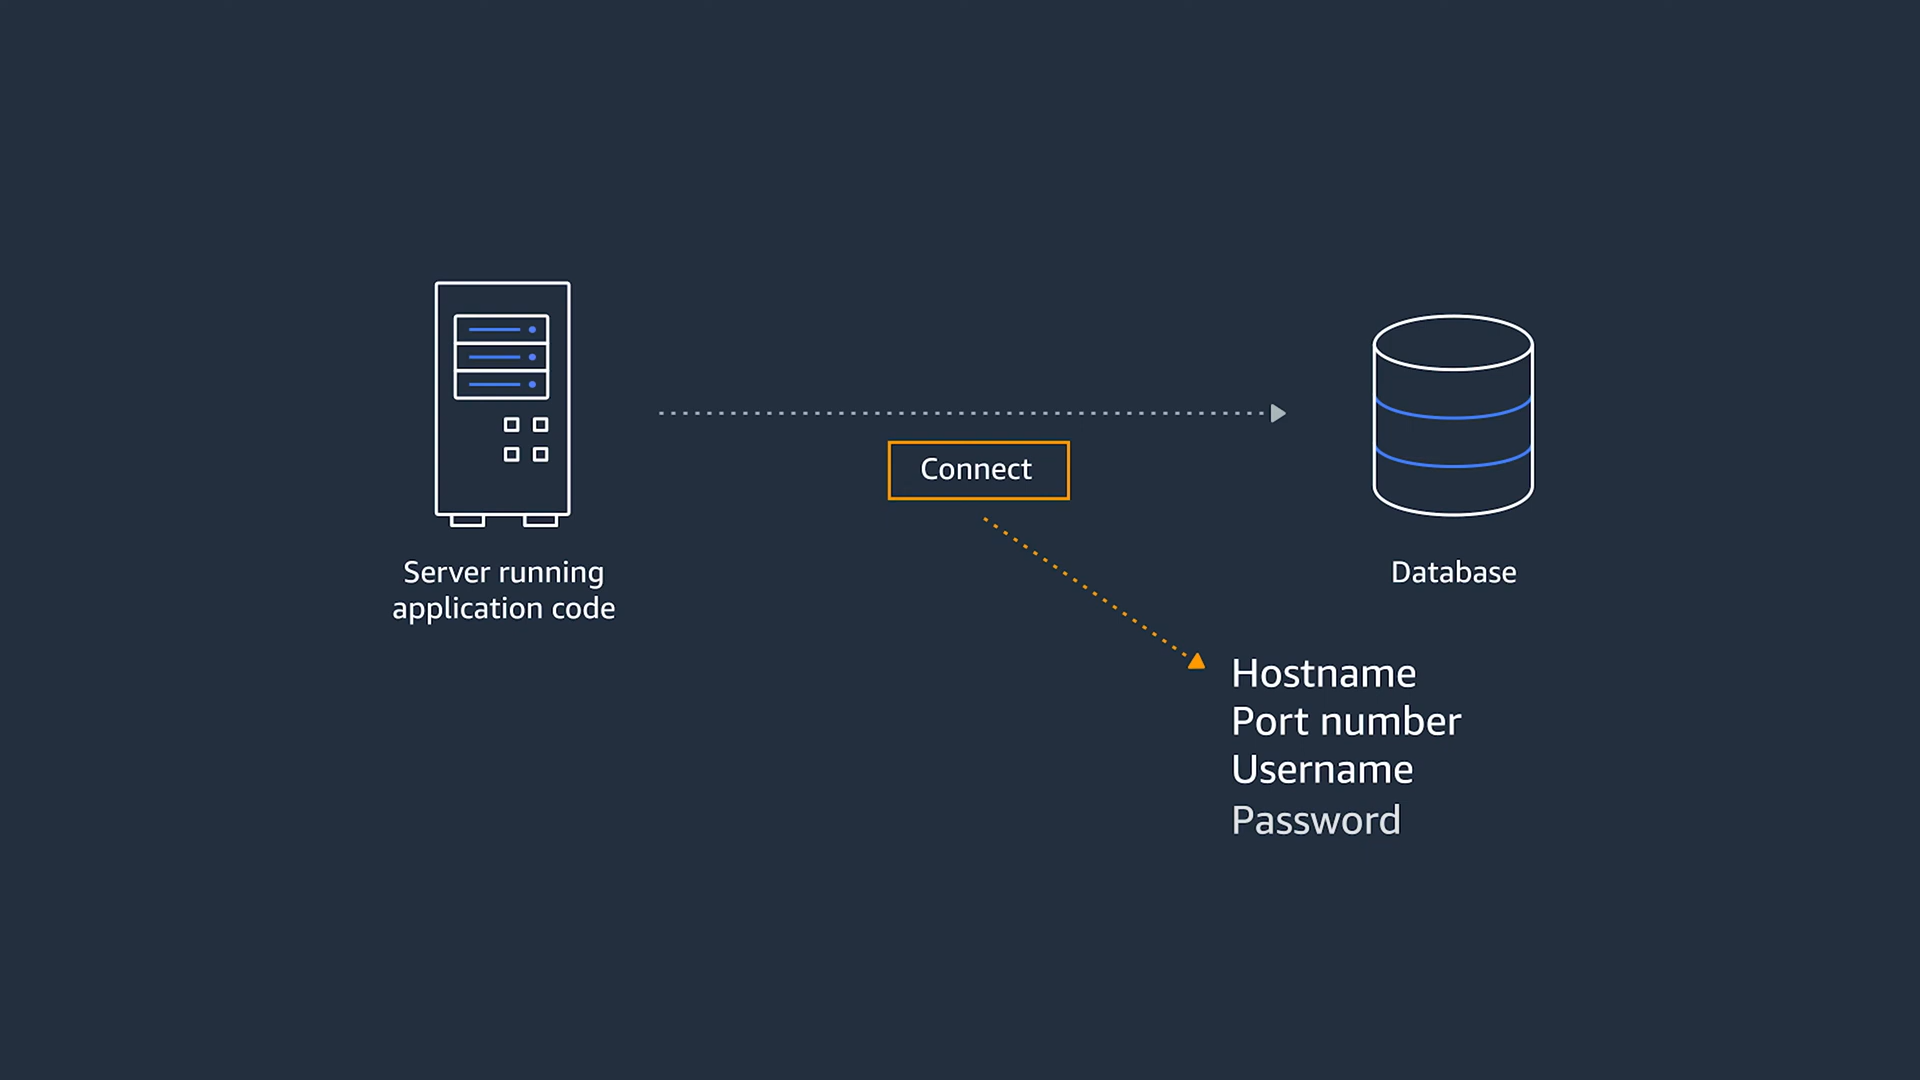 Connect
Server running
application code
Database
Hostname
Port number
Username
Password